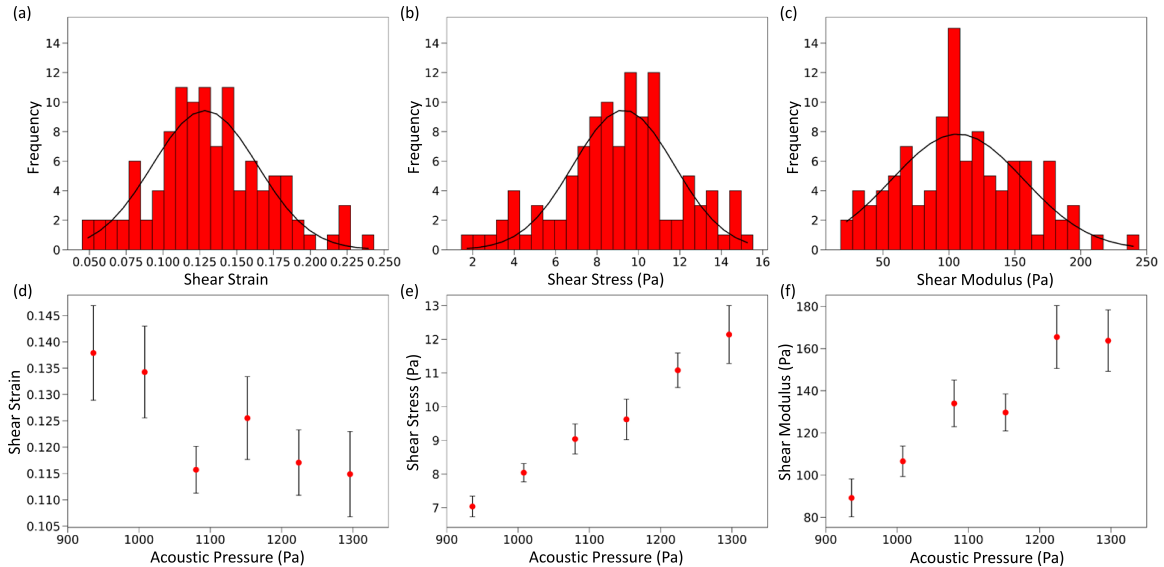 (a)
Frequency
14
12
10
8
6
4
2
0
0.050 0.075 0.100 0.125 0.150 0.175 0.200 0.225 0.250
Shear Strain
(b)
Frequency
14
12
10
8
6
4
2
0
2 4 6 8 10 12 14 16
Shear Stress (Pa)
(c)
Frequency
14
12
10
8
6
4
2
0
50 100 150 200 250
Shear Modulus (Pa)
(d)
Shear Strain
0.145
0.140
0.135
0.130
0.125
0.120
0.115
0.110
0.105
900 1000 1100 1200 1300
Acoustic Pressure (Pa)
(e)
Shear Stress (Pa)
13
12
11
10
9
8
7
900 1000 1100 1200 1300
Acoustic Pressure (Pa)
(f)
Shear Modulus (Pa)
180
160
140
120
100
80
900 1000 1100 1200 1300
Acoustic Pressure (Pa)